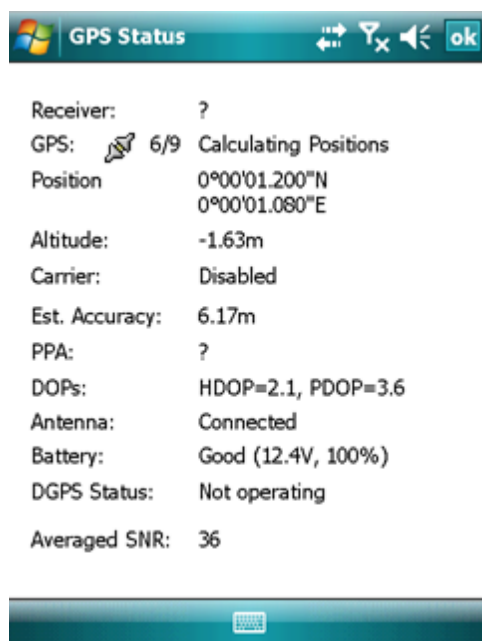 GPS Status ok
Receiver: ?
GPS: 6/9 Calculating Positions
Position 0°00'01.200"N
0°00'01.080"E
Altitude: -1.63m
Carrier: Disabled
Est. Accuracy: 6.17m
PPA: ?
DOPs: HDOP=2.1, PDOP=3.6
Antenna: Connected
Battery: Good (12.4V, 100%)
DGPS Status: Not operating
Averaged SNR: 36